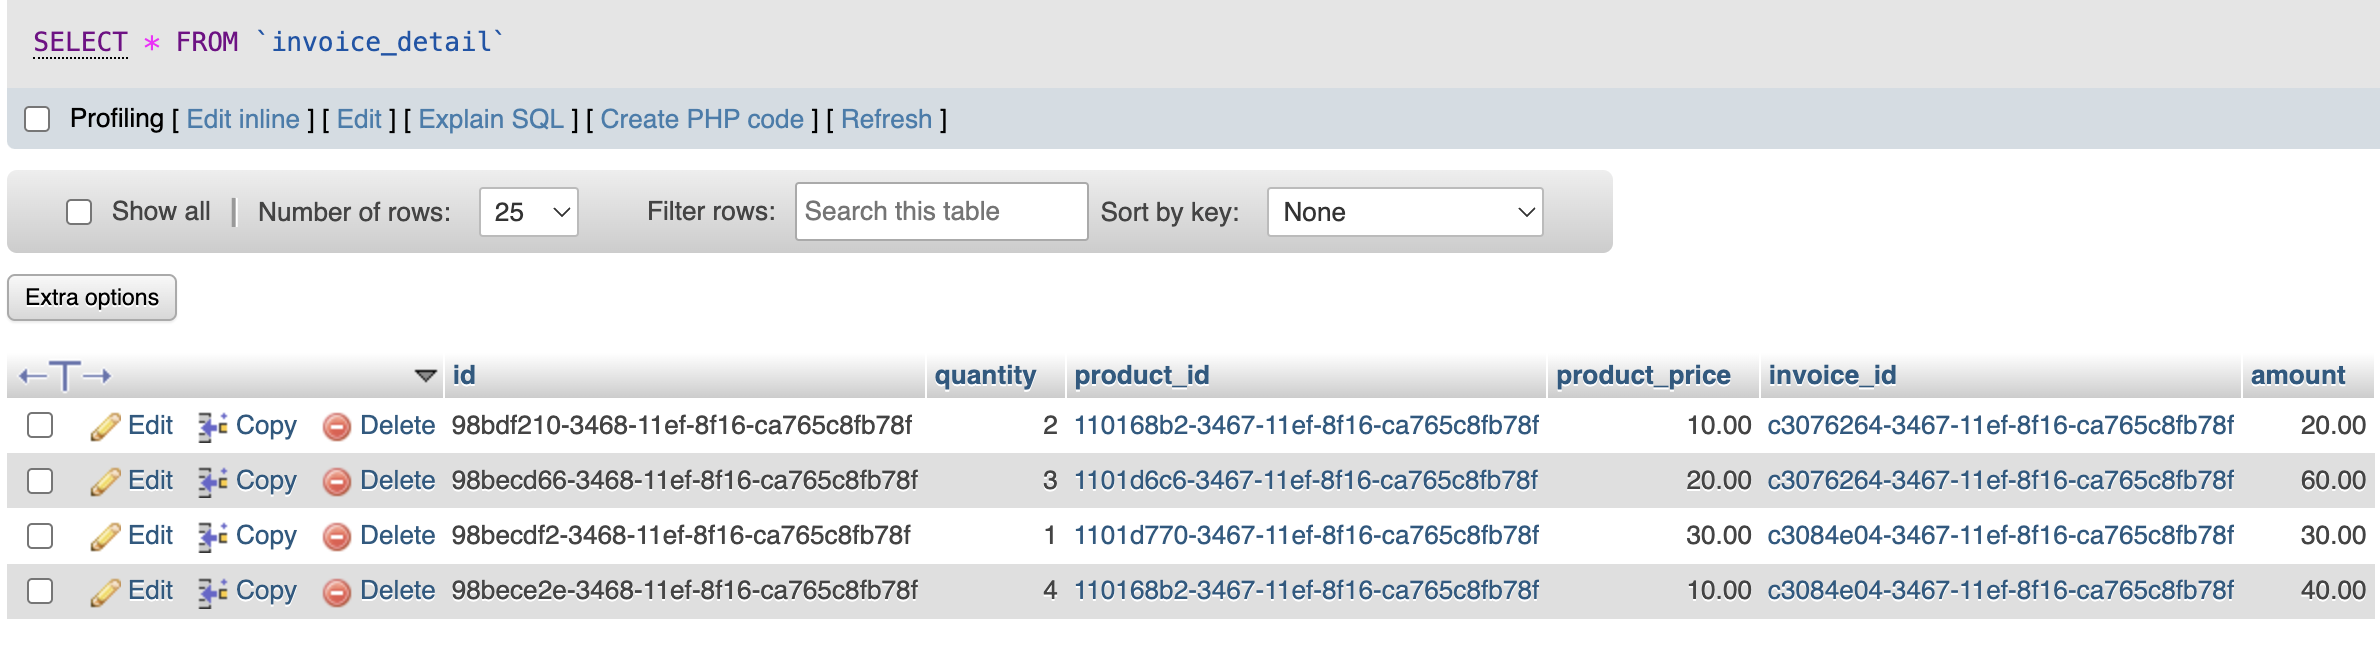 SELECT * FROM `invoice_detail`
Profiling [ Edit inline ] [ Edit ] [ Explain SQL ] [ Create PHP code ] [ Refresh ]
Show all | Number of rows: 25 Filter rows: Search this table Sort by key: None
Extra options
←T→ id quantity product_id product_price invoice_id amount
Edit Copy Delete 98bdf210-3468-11ef-8f16-ca765c8fb78f 2 110168b2-3467-11ef-8f16-ca765c8fb78f 10.00 c3076264-3467-11ef-8f16-ca765c8fb78f 20.00
Edit Copy Delete 98becd66-3468-11ef-8f16-ca765c8fb78f 3 1101d6c6-3467-11ef-8f16-ca765c8fb78f 20.00 c3076264-3467-11ef-8f16-ca765c8fb78f 60.00
Edit Copy Delete 98becdf2-3468-11ef-8f16-ca765c8fb78f 1 1101d770-3467-11ef-8f16-ca765c8fb78f 30.00 c3084e04-3467-11ef-8f16-ca765c8fb78f 30.00
Edit Copy Delete 98bece2e-3468-11ef-8f16-ca765c8fb78f 4 110168b2-3467-11ef-8f16-ca765c8fb78f 10.00 c3084e04-3467-11ef-8f16-ca765c8fb78f 40.00